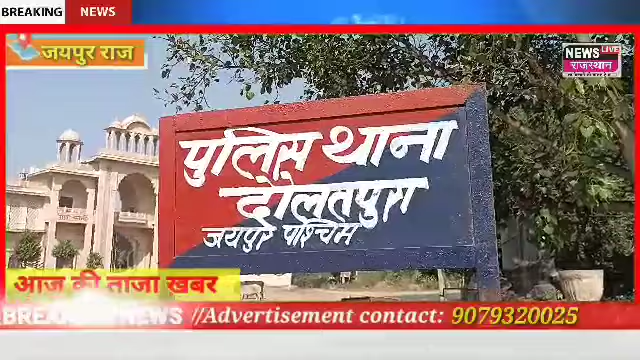 BREAKING NEWS
जयपुर राज
NEWS LIVE
राजस्थान
पुलिस थाना
दौलतपुरा
जयपुर पश्चिम
आज की ताजा खबर
BREAKING NEWS //Advertisement contact: 9079320025